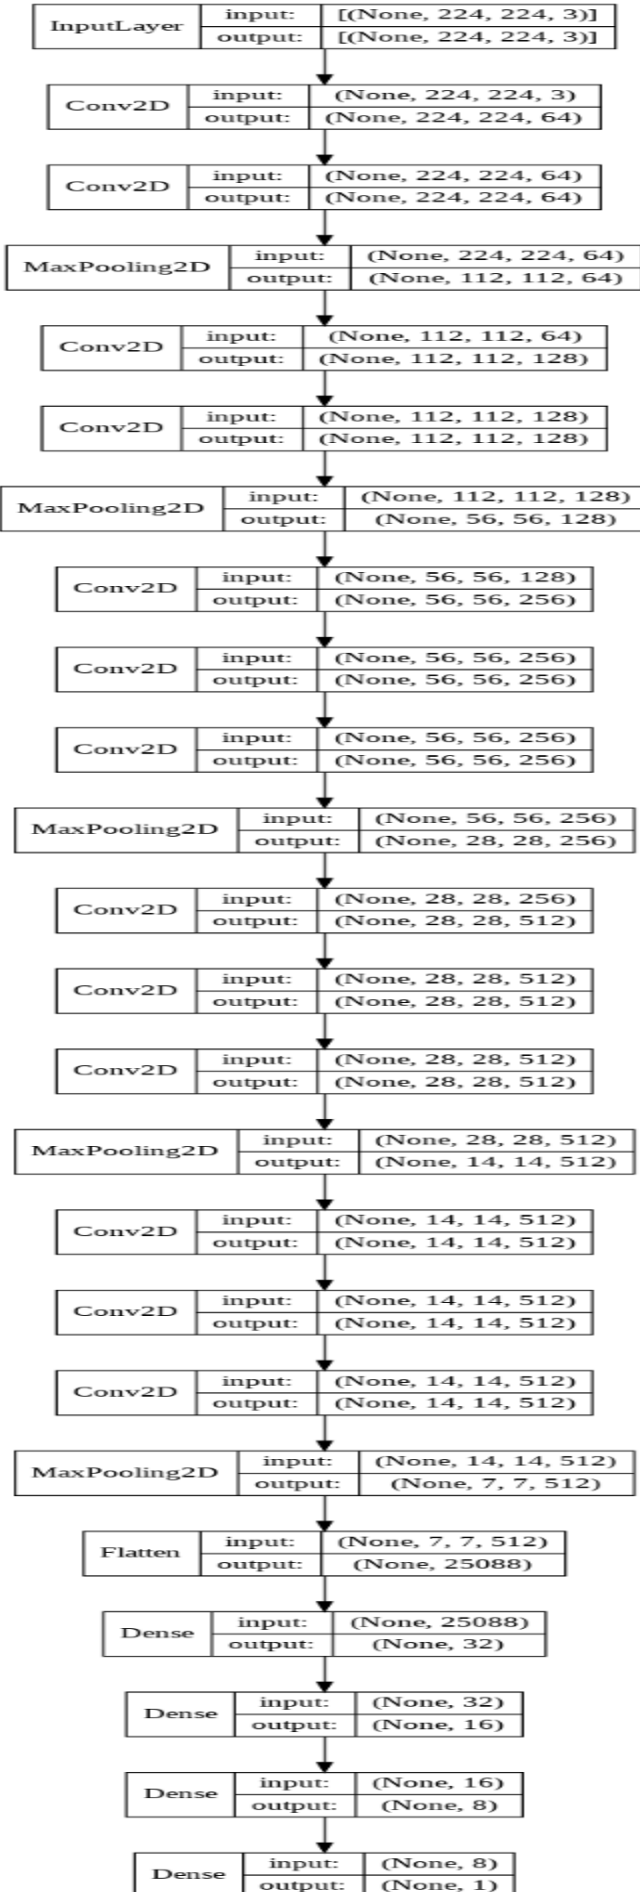 InputLayer input: [(None, 224, 224, 3)]
output: [(None, 224, 224, 3)]
Conv2D input: (None, 224, 224, 3)
output: (None, 224, 224, 64)
Conv2D input: (None, 224, 224, 64)
output: (None, 224, 224, 64)
MaxPooling2D input: (None, 224, 224, 64)
output: (None, 112, 112, 64)
Conv2D input: (None, 112, 112, 64)
output: (None, 112, 112, 128)
Conv2D input: (None, 112, 112, 128)
output: (None, 112, 112, 128)
MaxPooling2D input: (None, 112, 112, 128)
output: (None, 56, 56, 128)
Conv2D input: (None, 56, 56, 128)
output: (None, 56, 56, 256)
Conv2D input: (None, 56, 56, 256)
output: (None, 56, 56, 256)
Conv2D input: (None, 56, 56, 256)
output: (None, 56, 56, 256)
MaxPooling2D input: (None, 56, 56, 256)
output: (None, 28, 28, 256)
Conv2D input: (None, 28, 28, 256)
output: (None, 28, 28, 512)
Conv2D input: (None, 28, 28, 512)
output: (None, 28, 28, 512)
Conv2D input: (None, 28, 28, 512)
output: (None, 28, 28, 512)
MaxPooling2D input: (None, 28, 28, 512)
output: (None, 14, 14, 512)
Conv2D input: (None, 14, 14, 512)
output: (None, 14, 14, 512)
Conv2D input: (None, 14, 14, 512)
output: (None, 14, 14, 512)
Conv2D input: (None, 14, 14, 512)
output: (None, 14, 14, 512)
MaxPooling2D input: (None, 14, 14, 512)
output: (None, 7, 7, 512)
Flatten input: (None, 7, 7, 512)
output: (None, 25088)
Dense input: (None, 25088)
output: (None, 32)
Dense input: (None, 32)
output: (None, 16)
Dense input: (None, 16)
output: (None, 8)
Dense input: (None, 8)
output: (None, 1)